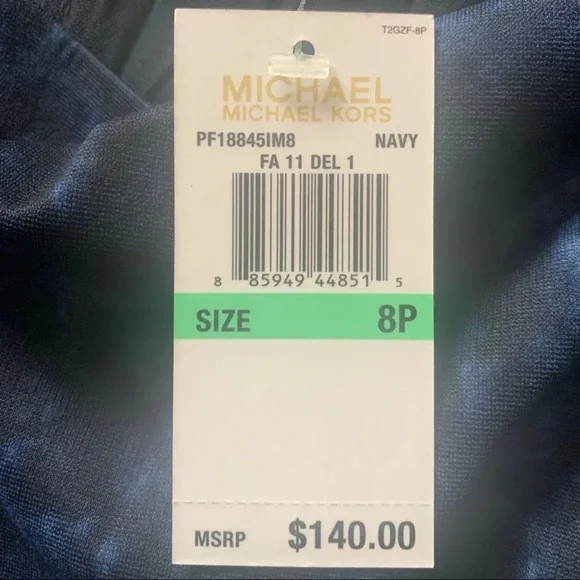 T2GZF-8P
MICHAEL
MICHAEL KORS
PF18845IM8 NAVY
FA 11 DEL 1
8 85949 44851 5
SIZE 8P
MSRP $140.00